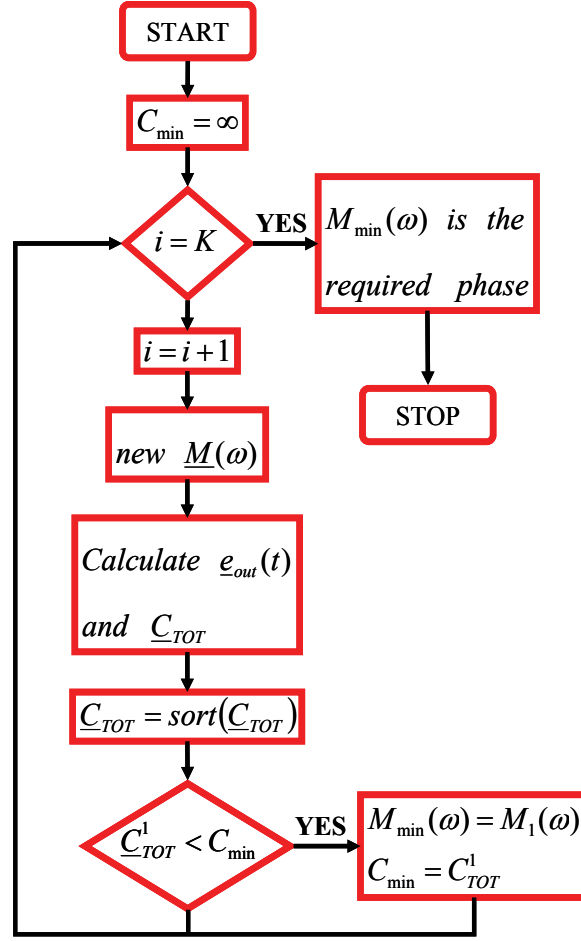 START
C_min = ∞
i = K
YES
M_min(ω) is the
required phase
i = i + 1
STOP
new M(ω)
Calculate e_out(t)
and C_TOT
C_TOT = sort(C_TOT)
C^1_TOT < C_min
YES
M_min(ω) = M_1(ω)
C_min = C^1_TOT